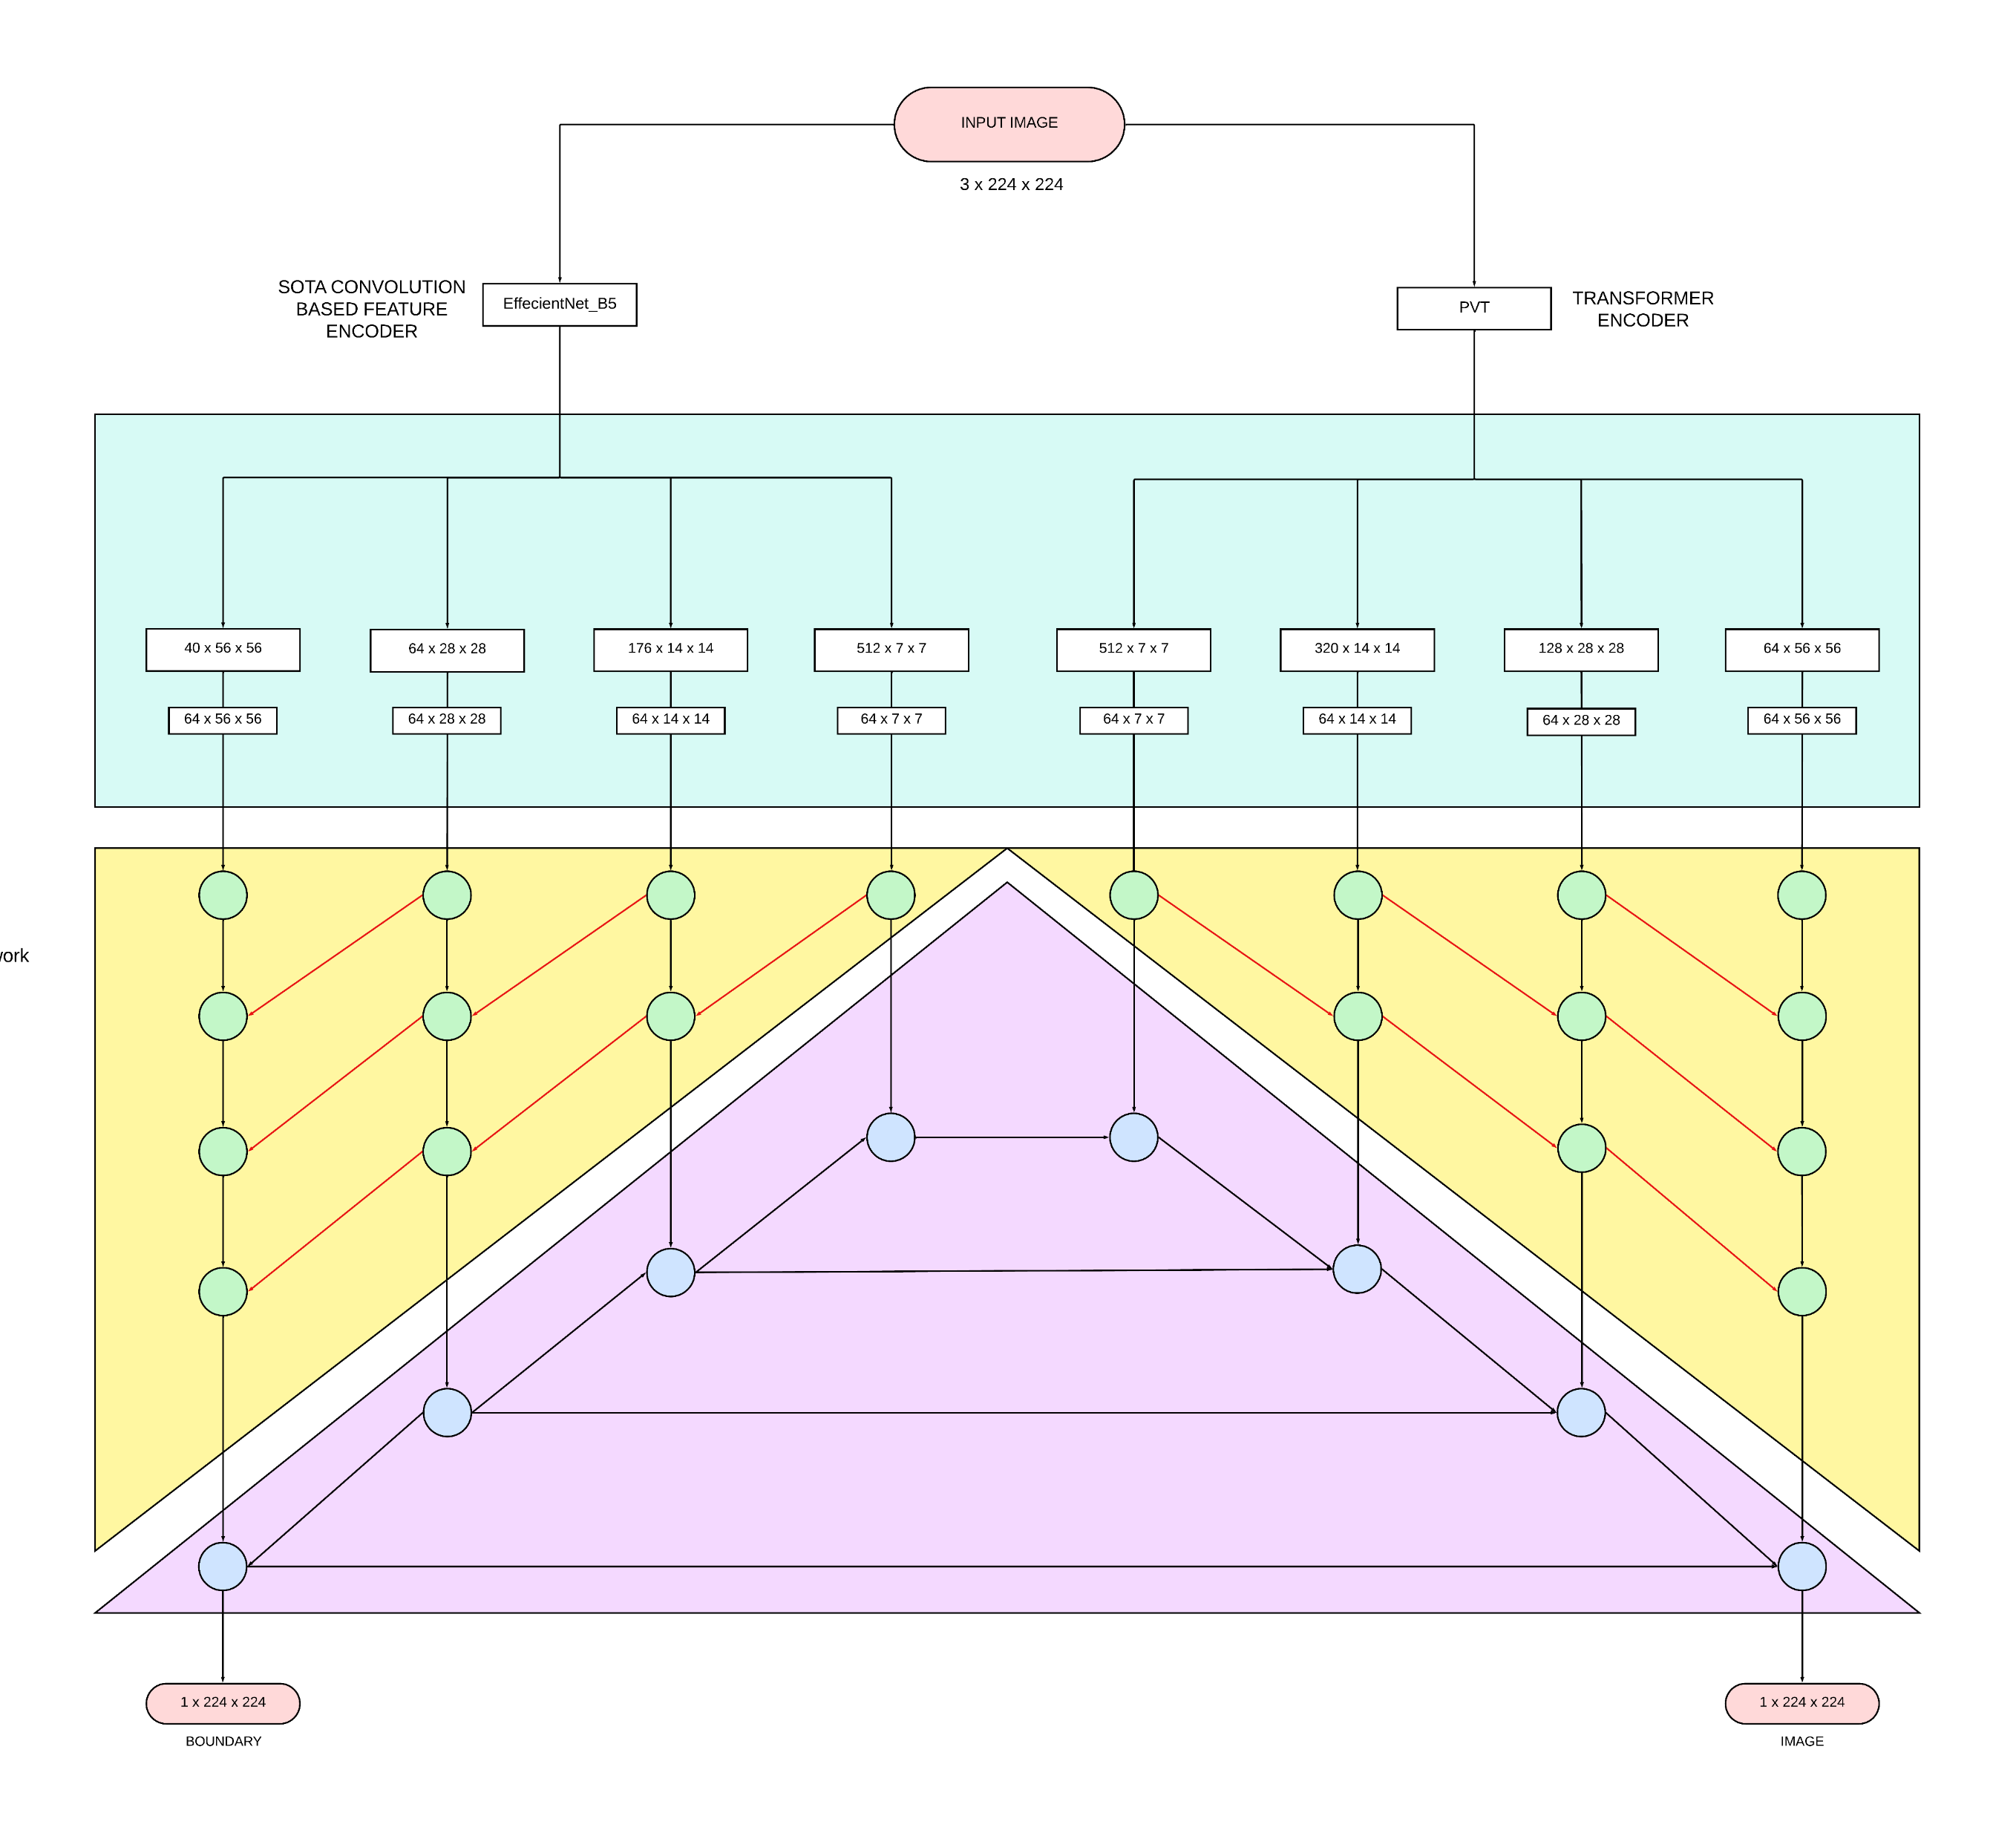 INPUT IMAGE
3 x 224 x 224
SOTA CONVOLUTION
BASED FEATURE
ENCODER
EffecientNet_B5
PVT
TRANSFORMER
ENCODER
40 x 56 x 56
64 x 28 x 28
176 x 14 x 14
512 x 7 x 7
512 x 7 x 7
320 x 14 x 14
128 x 28 x 28
64 x 56 x 56
64 x 56 x 56
64 x 28 x 28
64 x 14 x 14
64 x 7 x 7
64 x 7 x 7
64 x 14 x 14
64 x 28 x 28
64 x 56 x 56
1 x 224 x 224
BOUNDARY
1 x 224 x 224
IMAGE